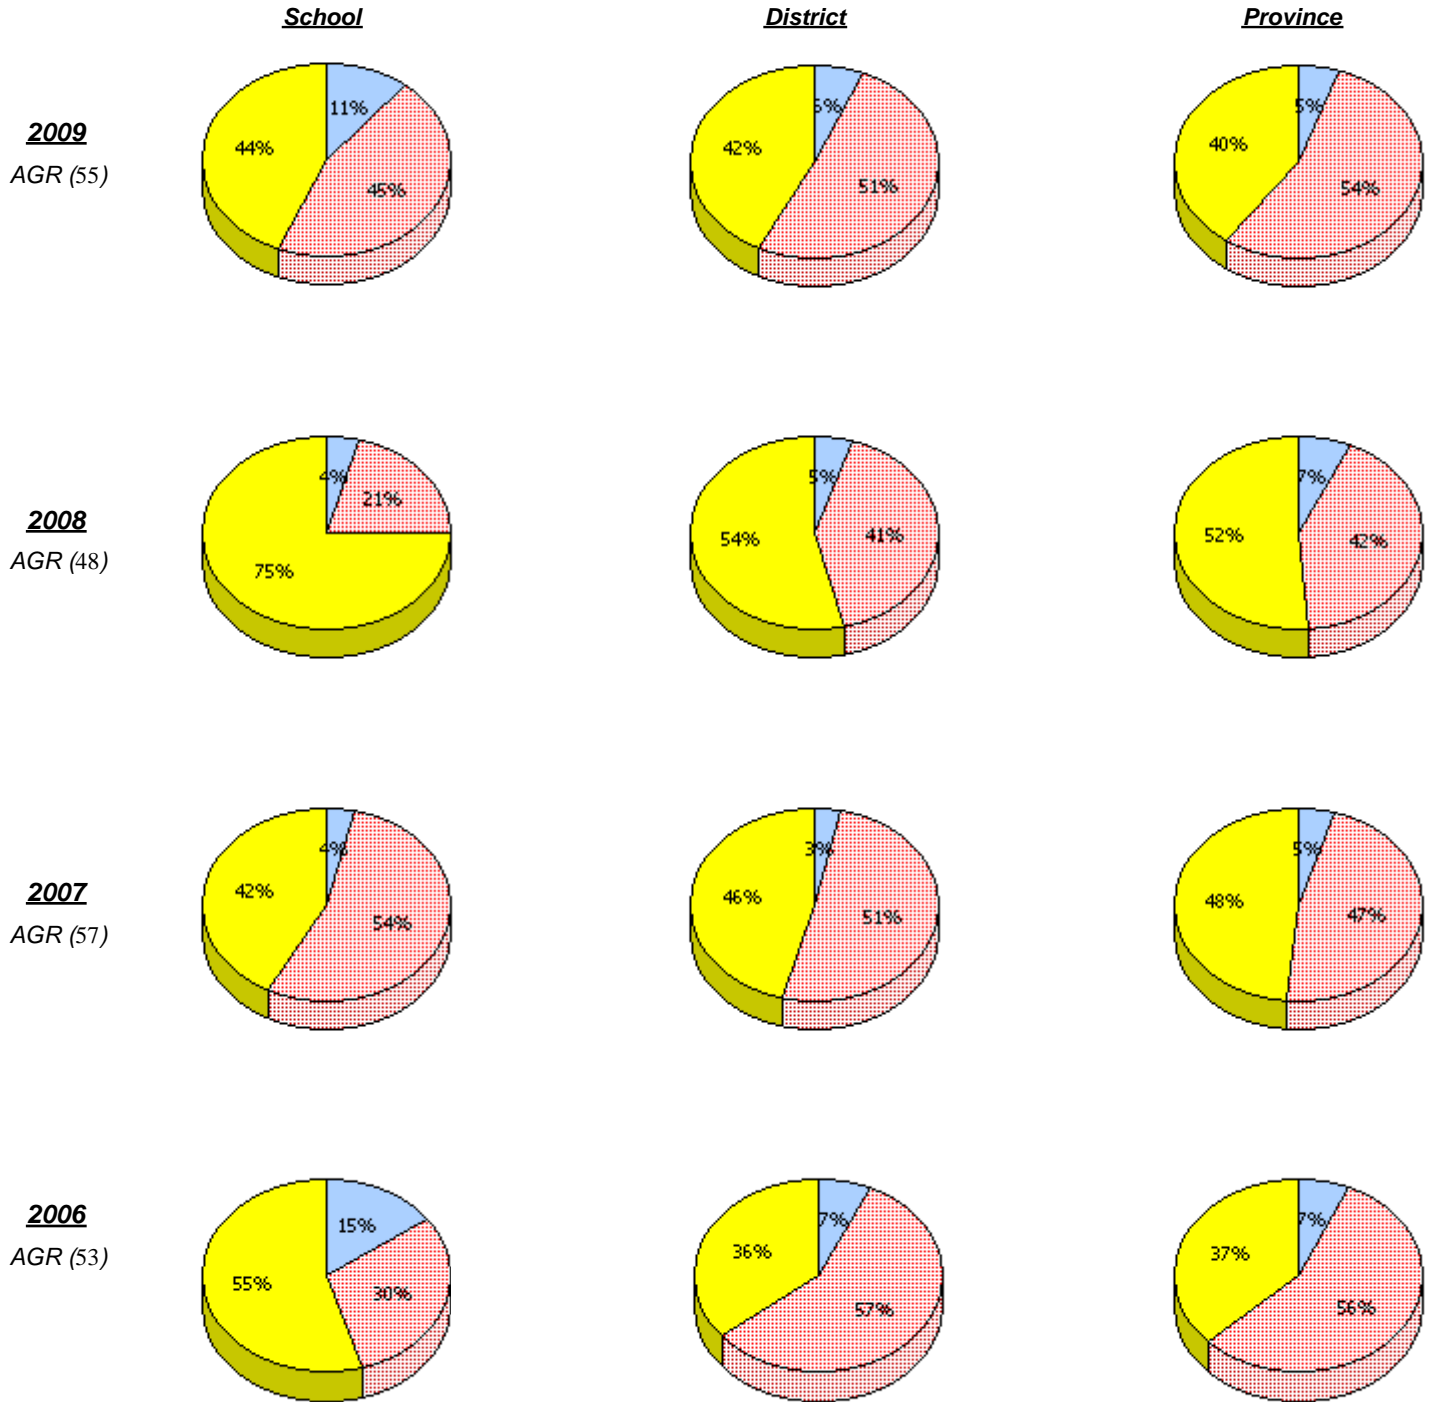 School District Province
11% 6% 5%
2009
44% 42% 40%
AGR (55)
45% 51% 54%
4% 5% 7%
21%
2008
54% 41% 52% 42%
AGR (48)
75%
4% 3% 5%
2007
42% 46% 48%
54% 51% 47%
AGR (57)
15% 7% 7%
2006
36% 37%
AGR (53)
55% 30% 57% 56%